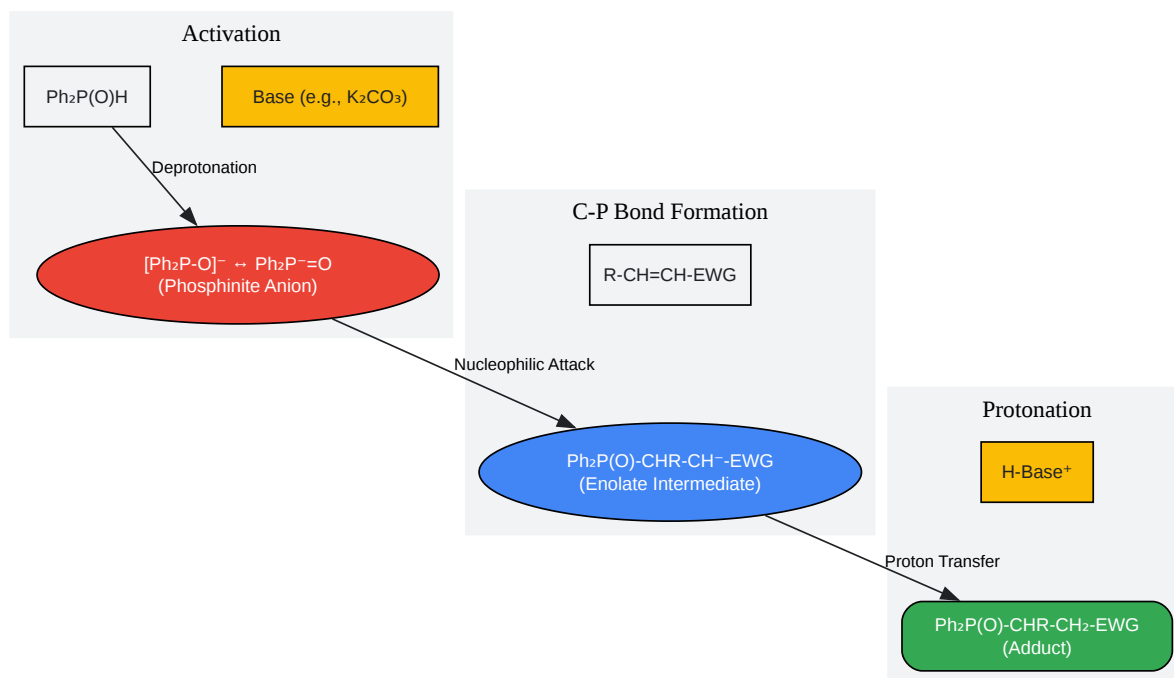 Activation
Ph₂P(O)H
Base (e.g., K₂CO₃)
Deprotonation
[Ph₂P-O]⁻ ↔ Ph₂P⁻=O
(Phosphinite Anion)
C-P Bond Formation
R-CH=CH-EWG
Nucleophilic Attack
Ph₂P(O)-CHR-CH⁻-EWG
(Enolate Intermediate)
Protonation
H-Base⁺
Proton Transfer
Ph₂P(O)-CHR-CH₂-EWG
(Adduct)